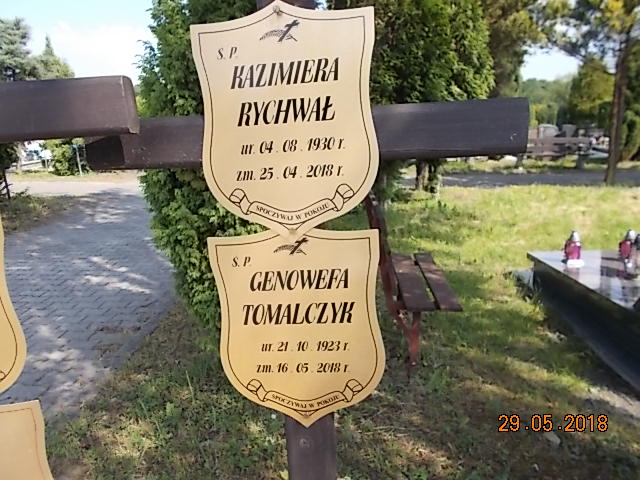 S. P.
KAZIMIERA
RYCHWAŁ
ur. 04 . 08 . 1930 r.
zm. 25 . 04 . 2018 r.
SPOCZYWAJ W POKOJU
S. P.
GENOWEFA
TOMALCZYK
ur. 21 . 10 . 1923 r.
zm. 16 . 05 . 2018 r.
SPOCZYWAJ W POKOJU
29.05.2018